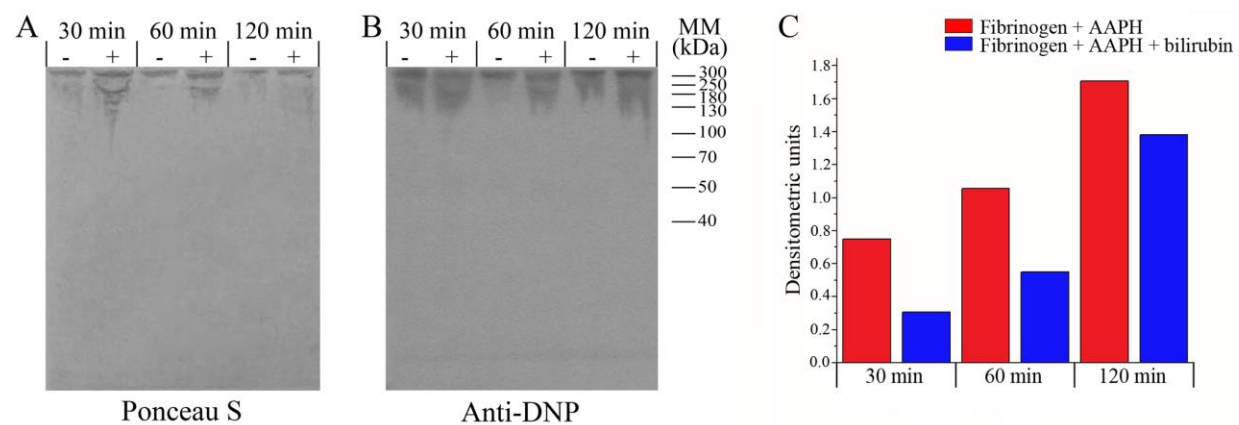 A
30 min 60 min 120 min
- + - + - +
Ponceau S
B
30 min 60 min 120 min
- + - + - +
Anti-DNP
MM
(kDa)
300
250
180
130
100
70
50
40
C
Fibrinogen + AAPH
Fibrinogen + AAPH + bilirubin
Densitometric units
1.8
1.6
1.4
1.2
1.0
0.8
0.6
0.4
0.2
0.0
30 min 60 min 120 min